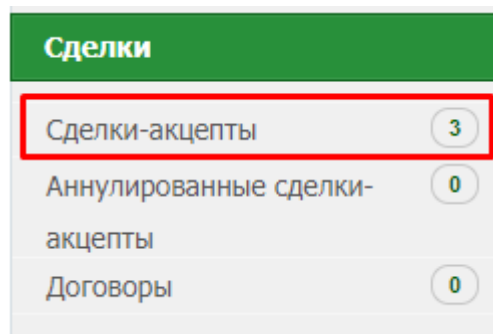 Сделки
Сделки-акцепты 3
Аннулированные сделки- 0
акцепты
Договоры 0